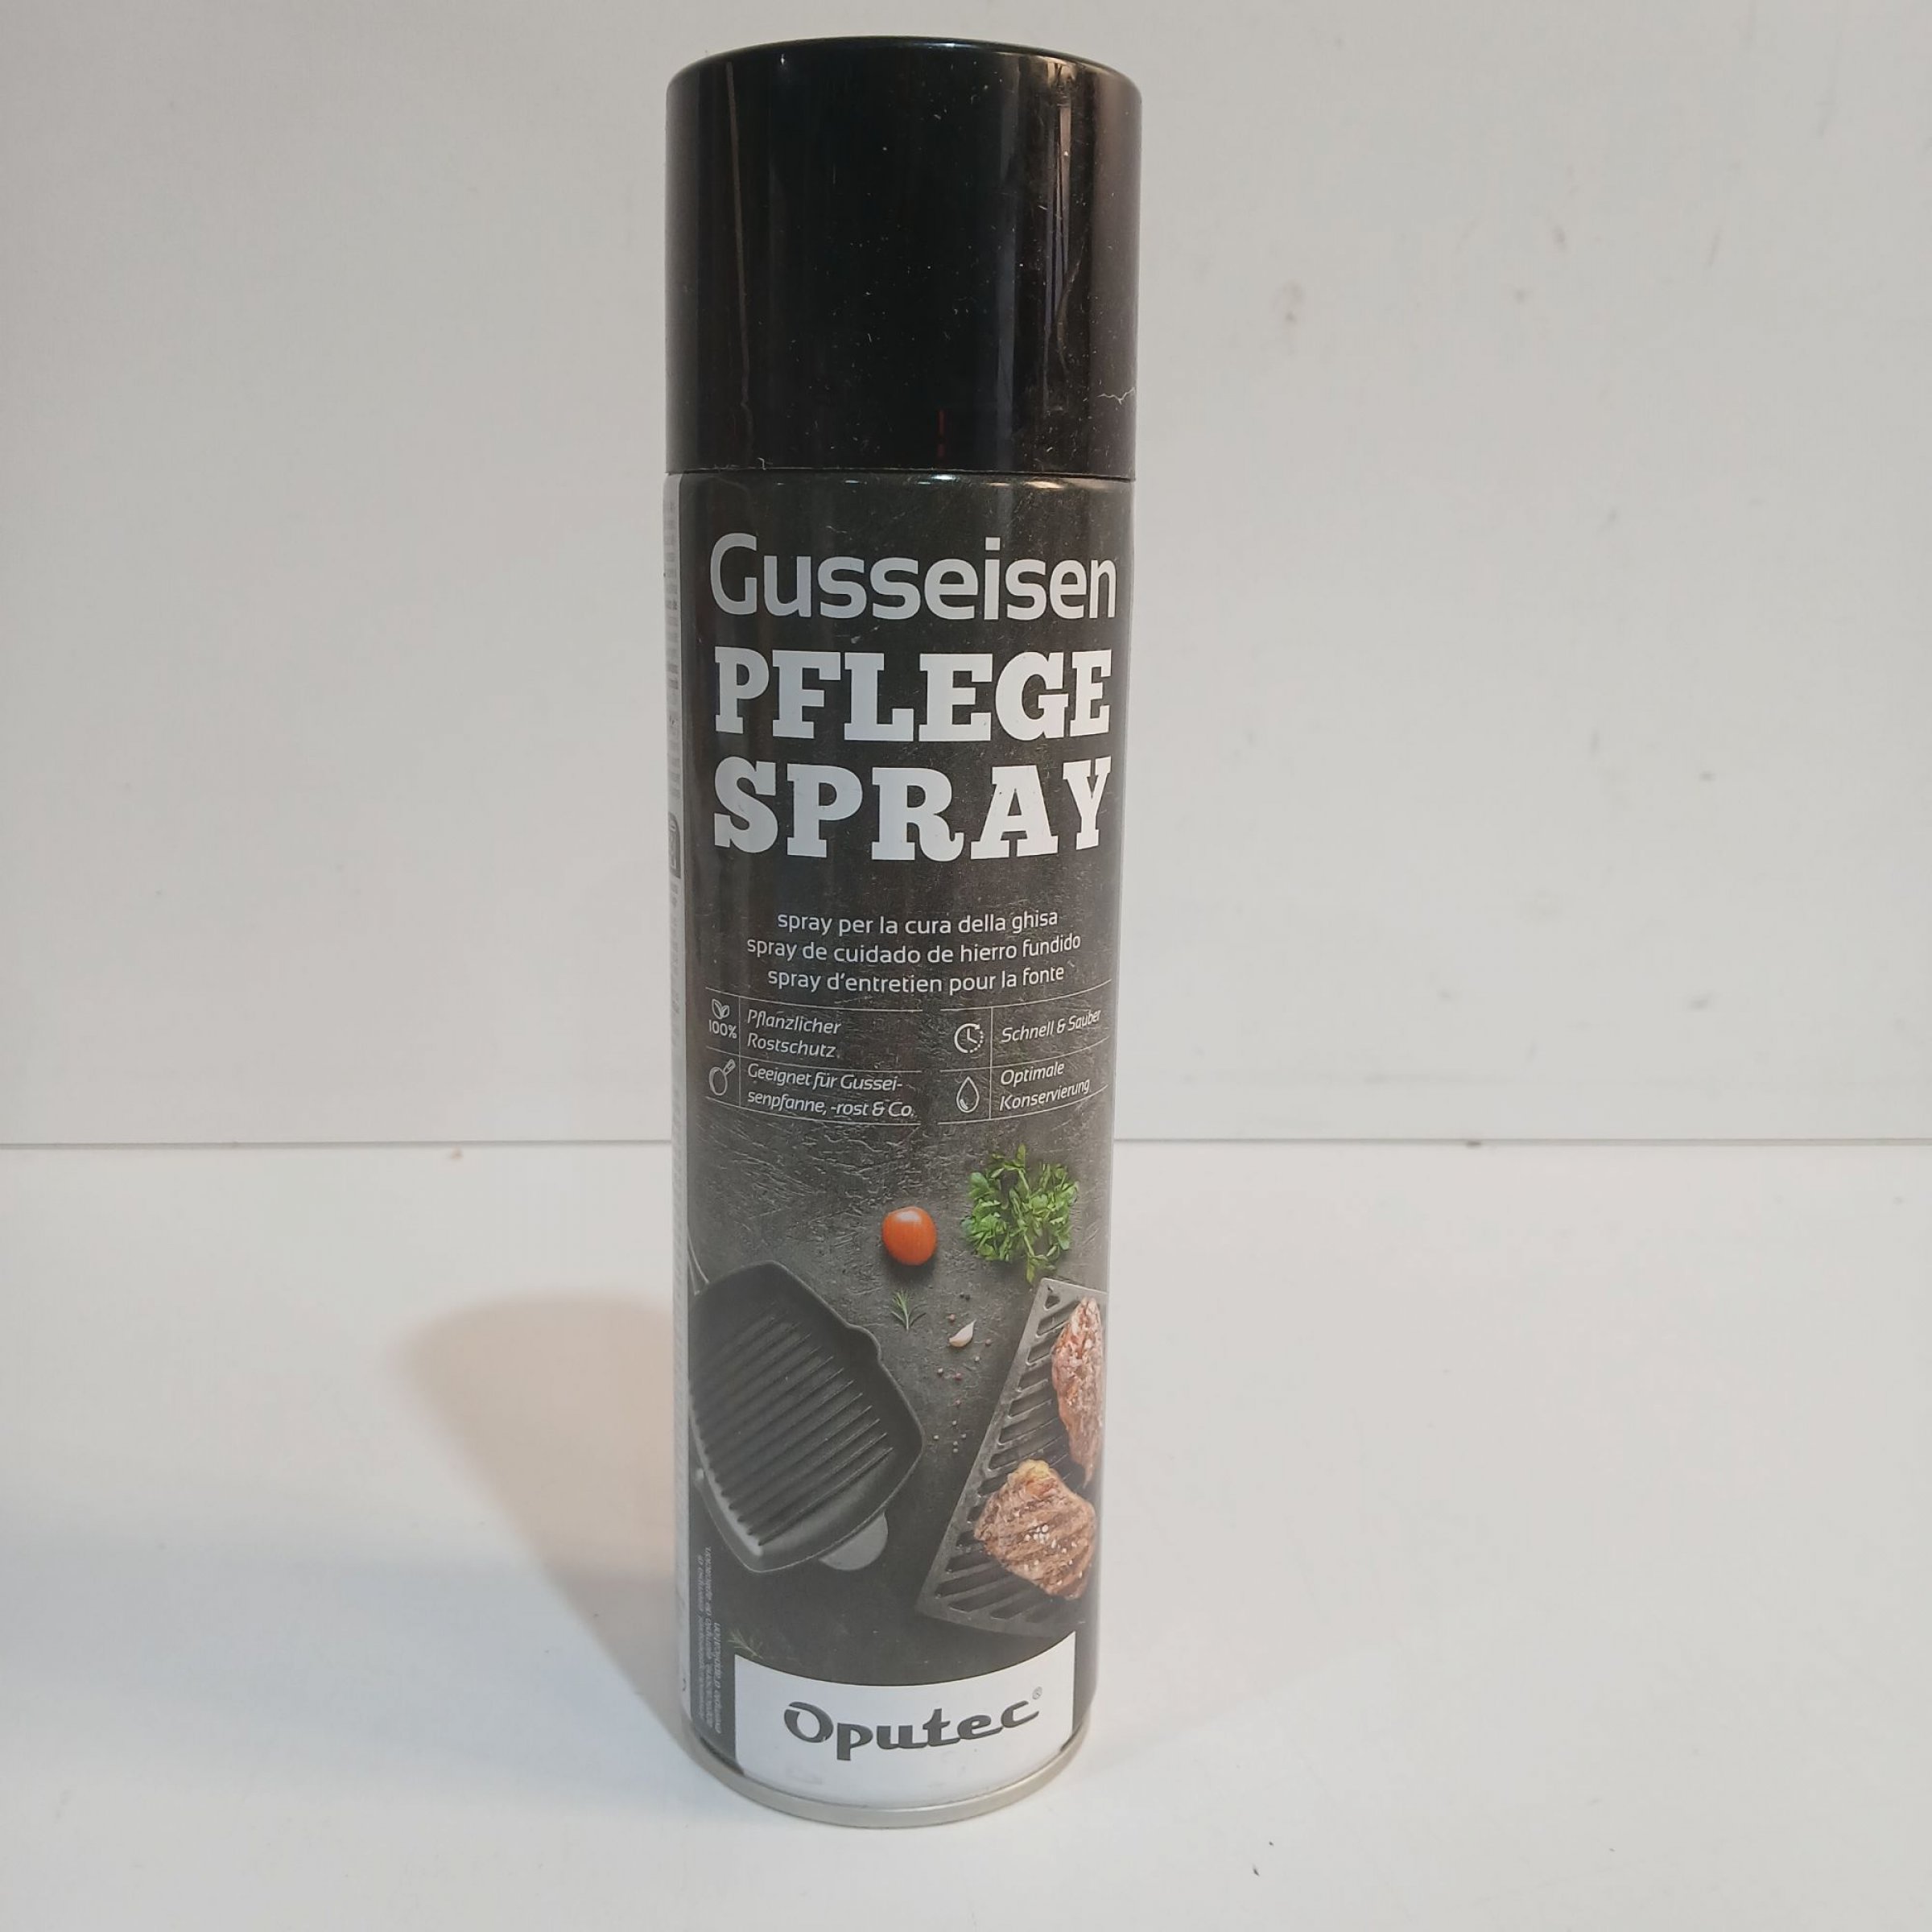 Gusseisen
PFLEGE
SPRAY
spray per la cura della ghisa
spray de cuidado de hierro fundido
spray d'entretien pour la fonte
100%
Pflanzlicher
Rostschutz
Schnell & Sauber
Geeignet für Gussei-
senpfanne, -rost & Co.
Optimale
Konservierung
Oputec®